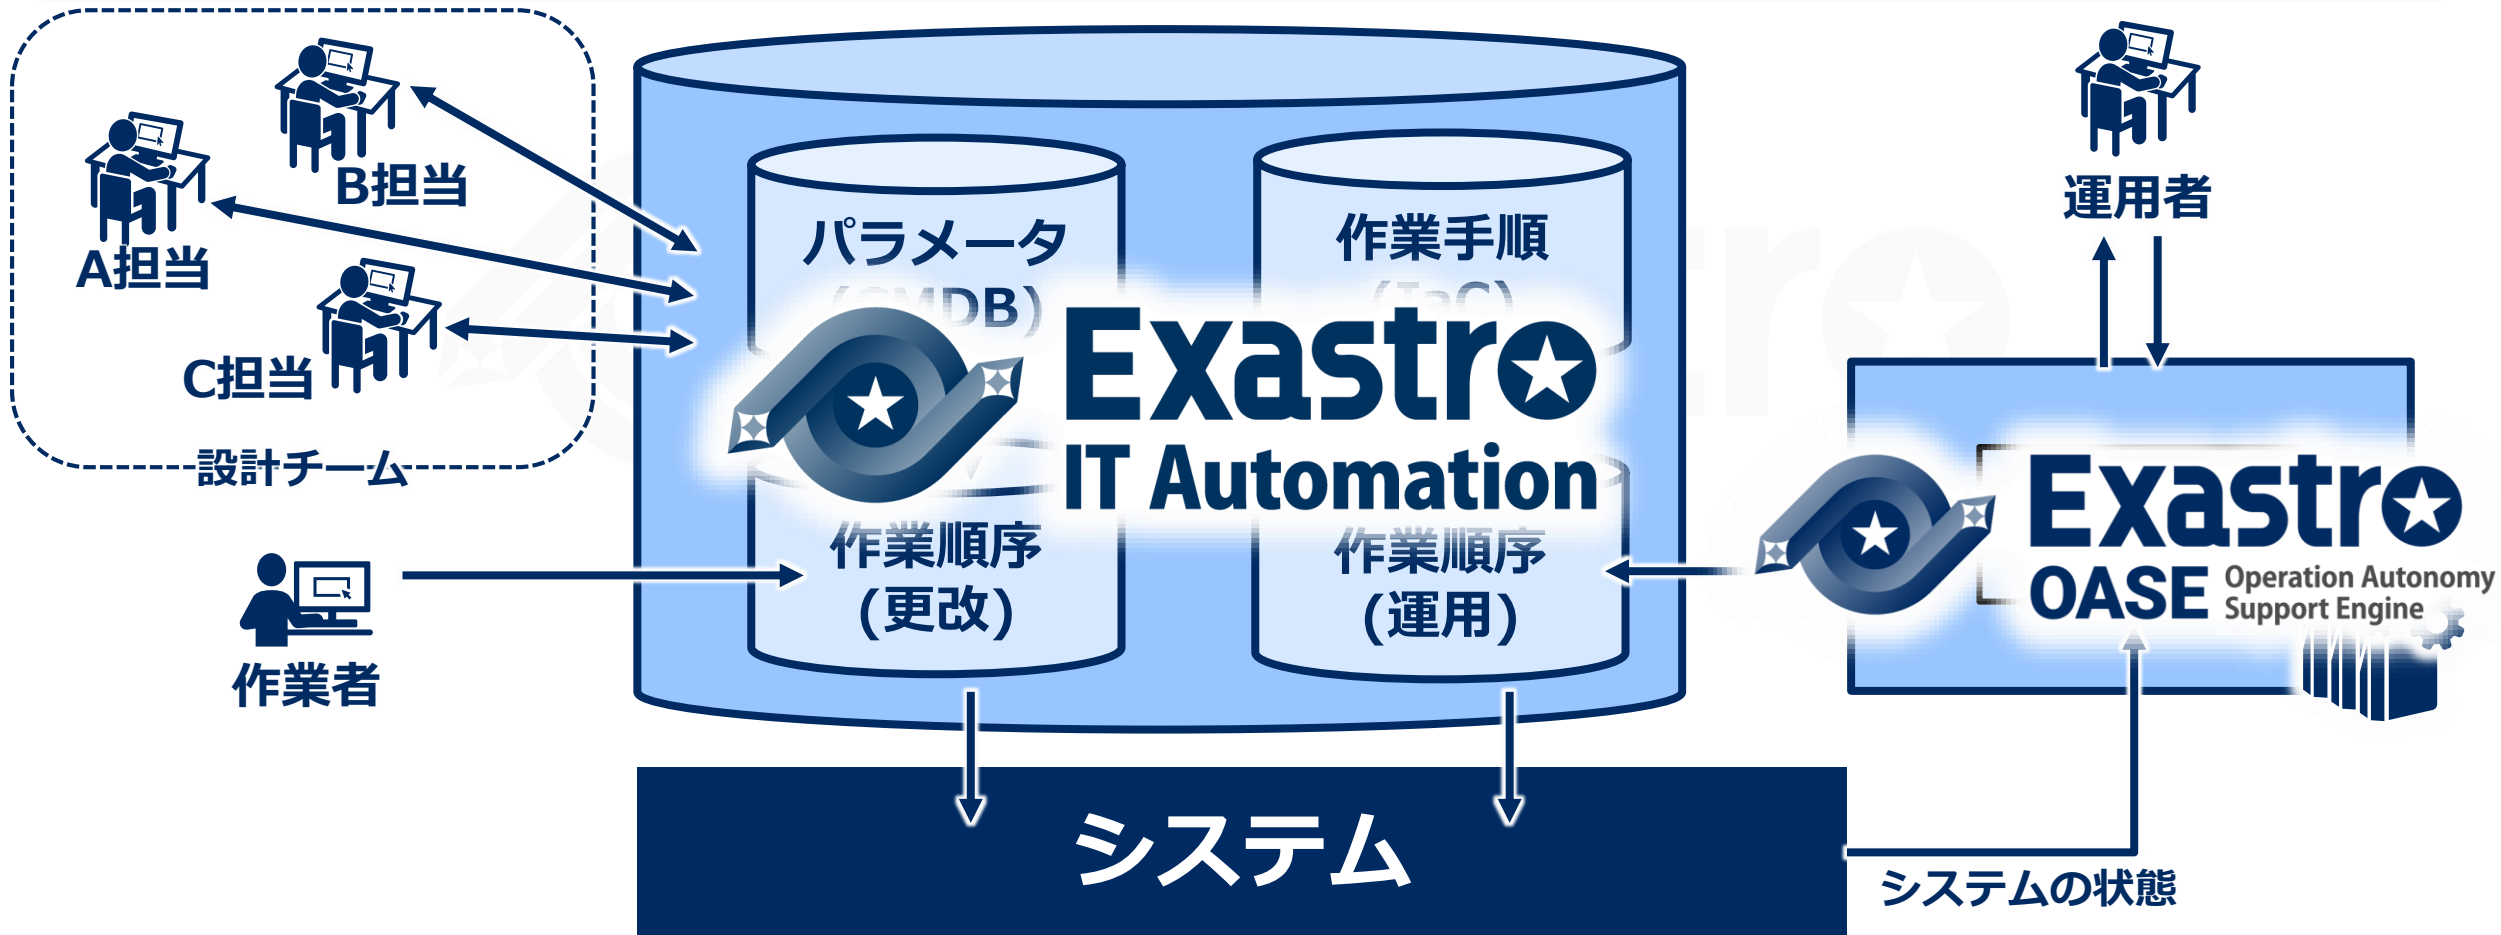 B担当
A担当
C担当
設計チーム
作業者
パラメータ
(CMDB)
作業手順
(IaC)
Exastro
IT Automation
作業順序
(更改)
作業順序
(運用)
システム
運用者
Exastro
OASE Operation Autonomy
Support Engine
システムの状態